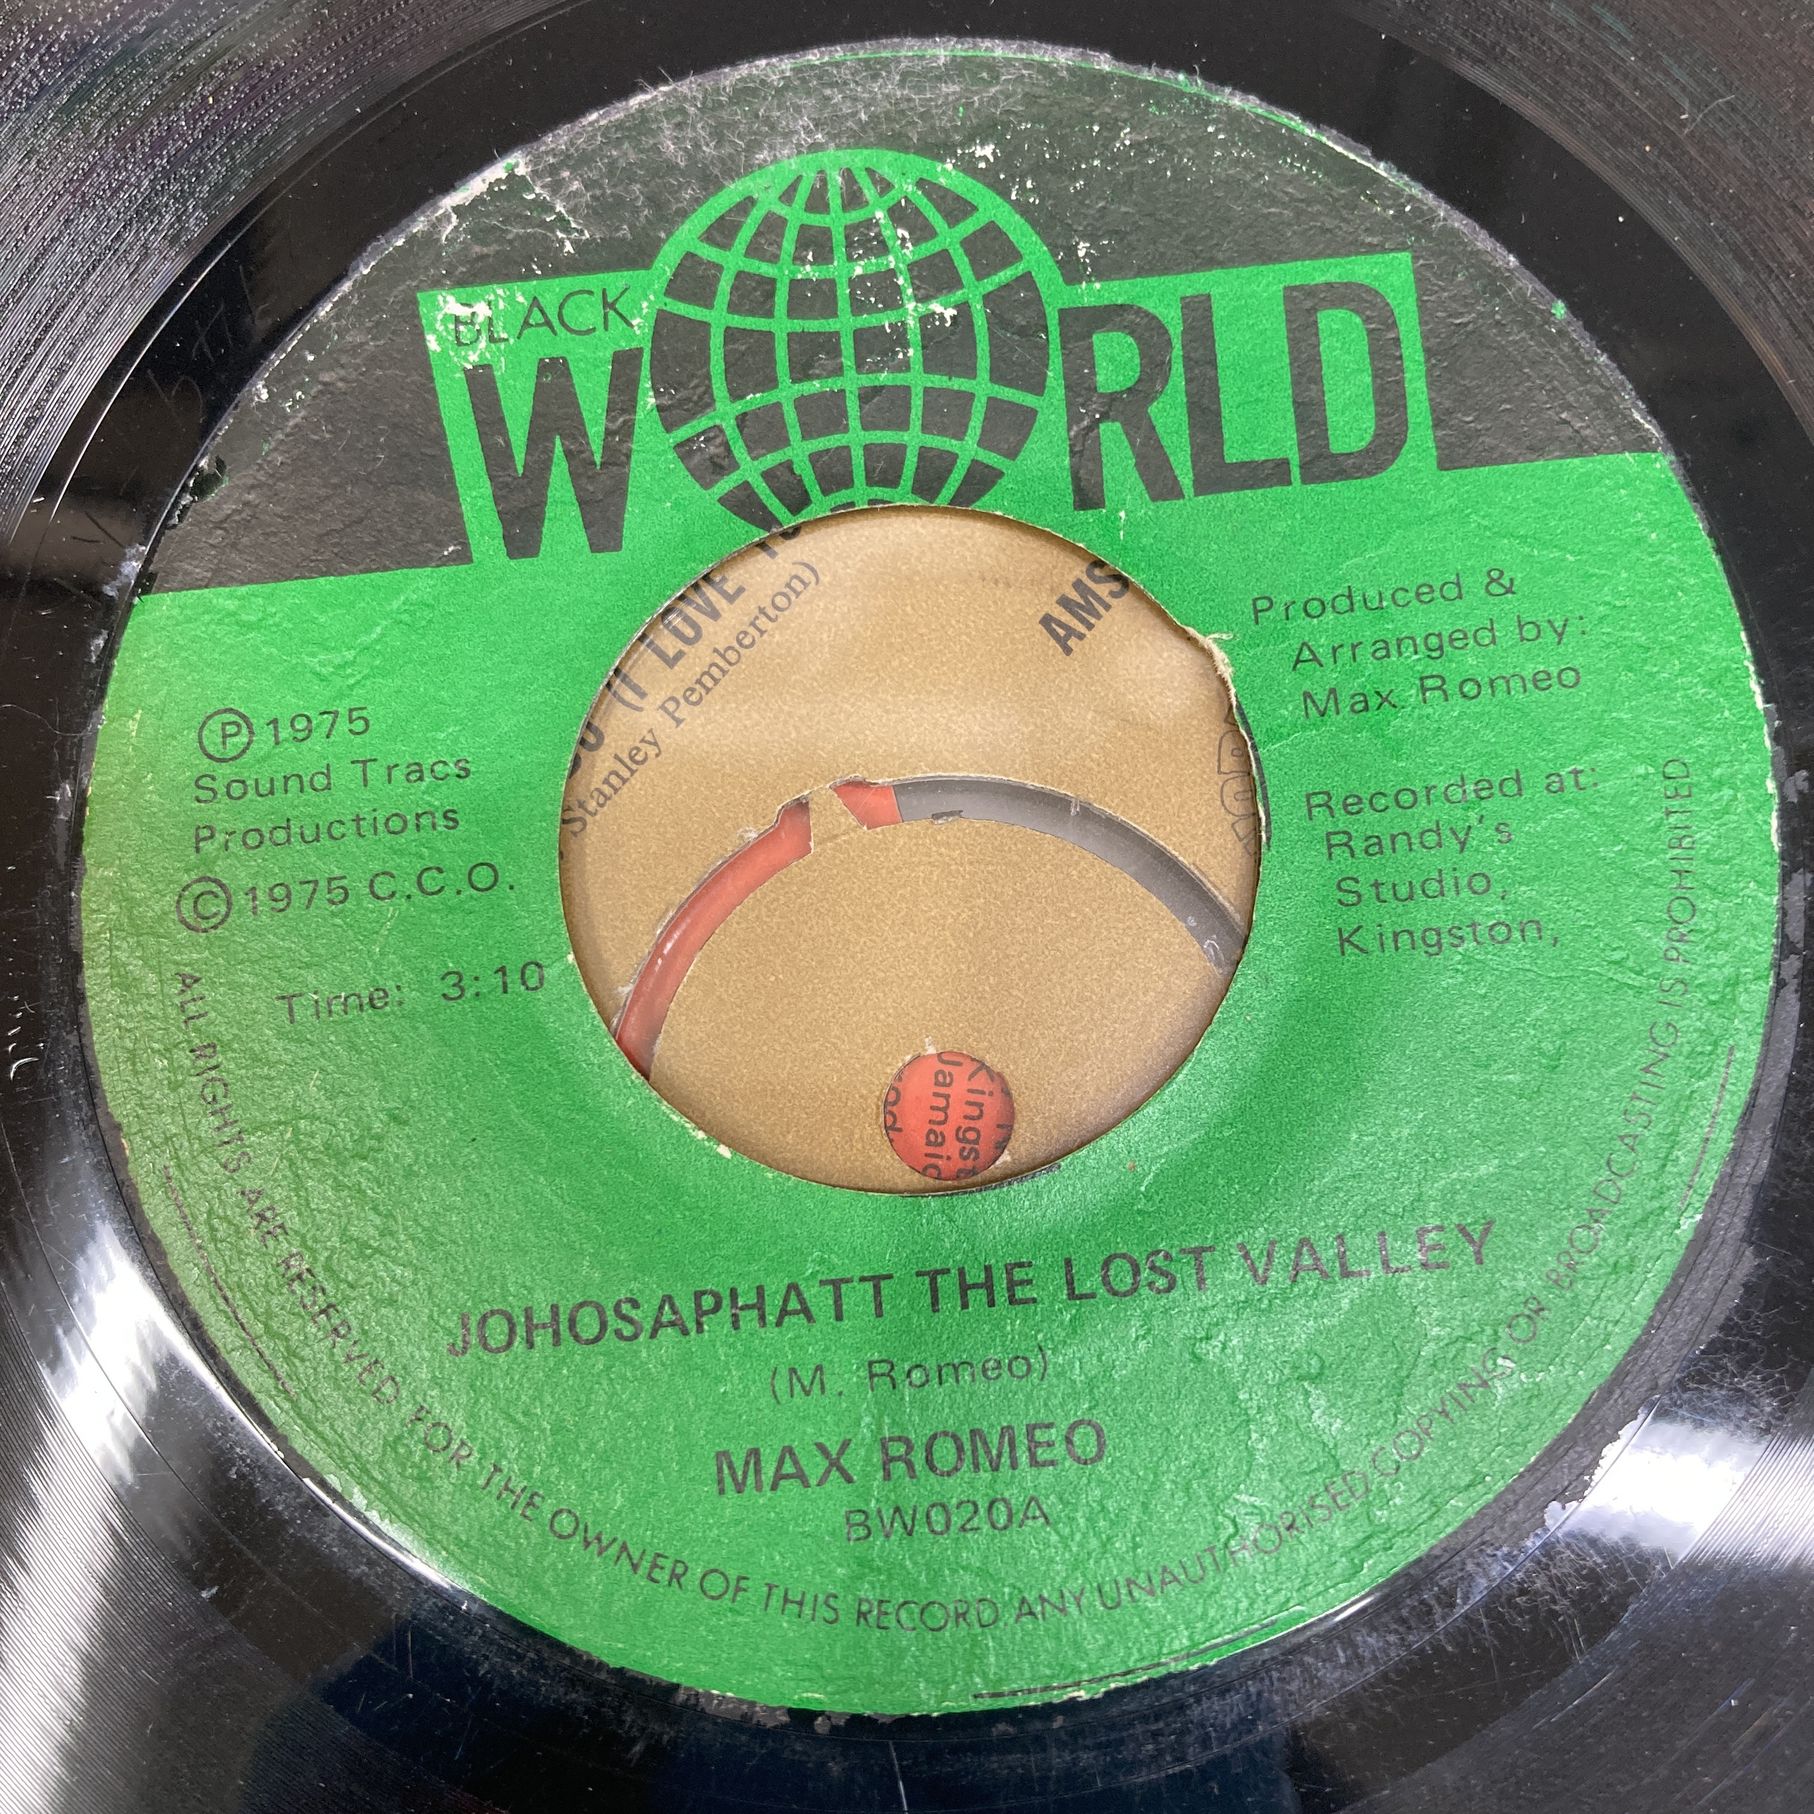 BLACK
WORLD
Ⓟ 1975
Sound Tracs
Productions
© 1975 C.C.O.
Time: 3:10
Produced &
Arranged by:
Max Romeo
Recorded at:
Randy's
Studio,
Kingston,
(I LOVE
Stanley Pemberton)
JOHOSAPHATT THE LOST VALLEY
(M. Romeo)
MAX ROMEO
BW020A
ALL RIGHTS ARE RESERVED FOR THE OWNER OF THIS RECORD ANY UNAUTHORISED COPYING OR BROADCASTING IS PROHIBITED